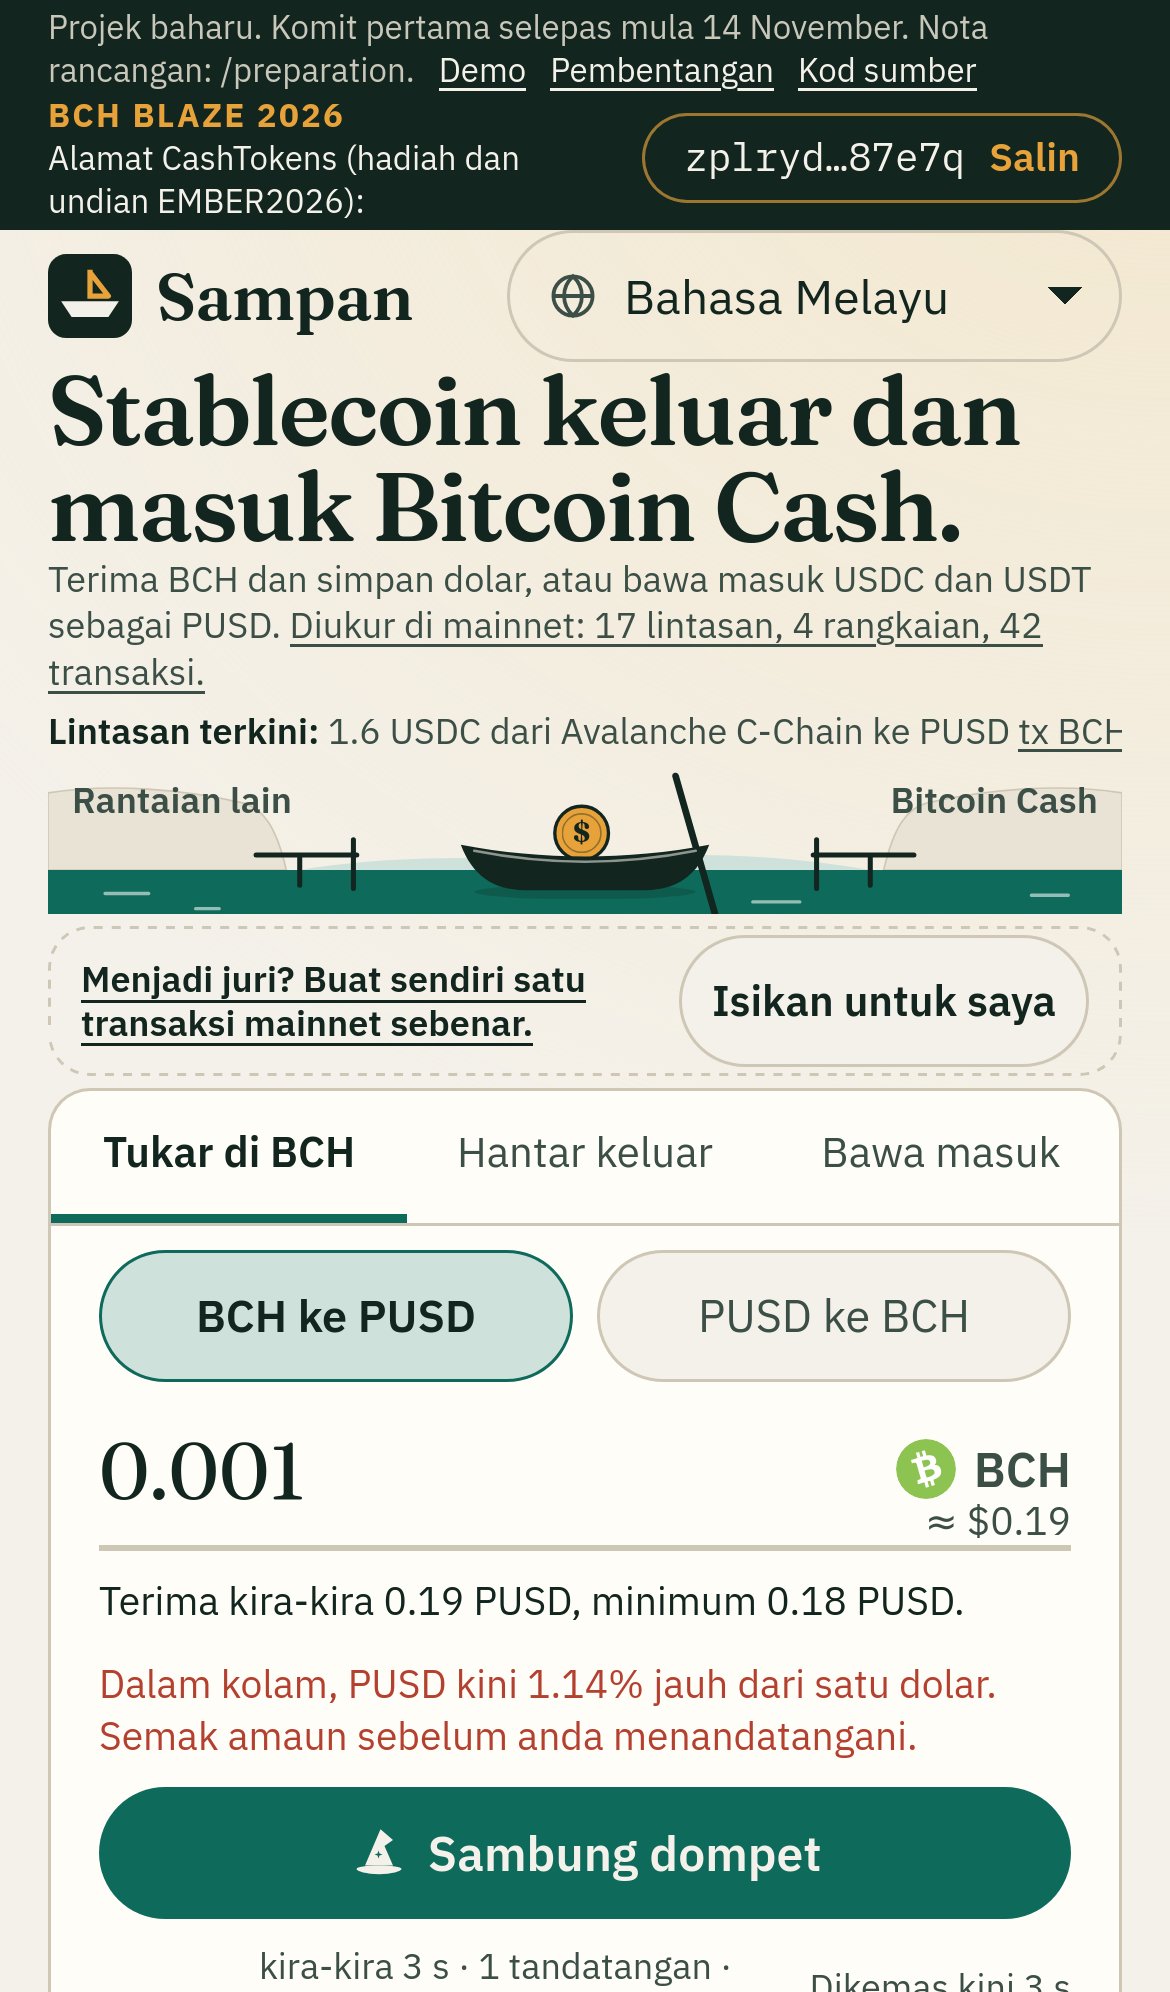 Projek baharu. Komit pertama selepas mula 14 November. Nota
rancangan: /preparation. Demo Pembentangan Kod sumber
BCH BLAZE 2026
Alamat CashTokens (hadiah dan
undian EMBER2026):
zplryd…87e7q Salin
Sampan
Bahasa Melayu
Stablecoin keluar dan
masuk Bitcoin Cash.
Terima BCH dan simpan dolar, atau bawa masuk USDC dan USDT
sebagai PUSD. Diukur di mainnet: 17 lintasan, 4 rangkaian, 42
transaksi.
Lintasan terkini: 1.6 USDC dari Avalanche C-Chain ke PUSD tx BCH
Rantaian lain
Bitcoin Cash
$
Menjadi juri? Buat sendiri satu
transaksi mainnet sebenar.
Isikan untuk saya
Tukar di BCH
Hantar keluar
Bawa masuk
BCH ke PUSD
PUSD ke BCH
0.001
BCH
≈ $0.19
Terima kira-kira 0.19 PUSD, minimum 0.18 PUSD.
Dalam kolam, PUSD kini 1.14% jauh dari satu dolar.
Semak amaun sebelum anda menandatangani.
Sambung dompet
kira-kira 3 s · 1 tandatangan ·
Dikemas kini 3 s